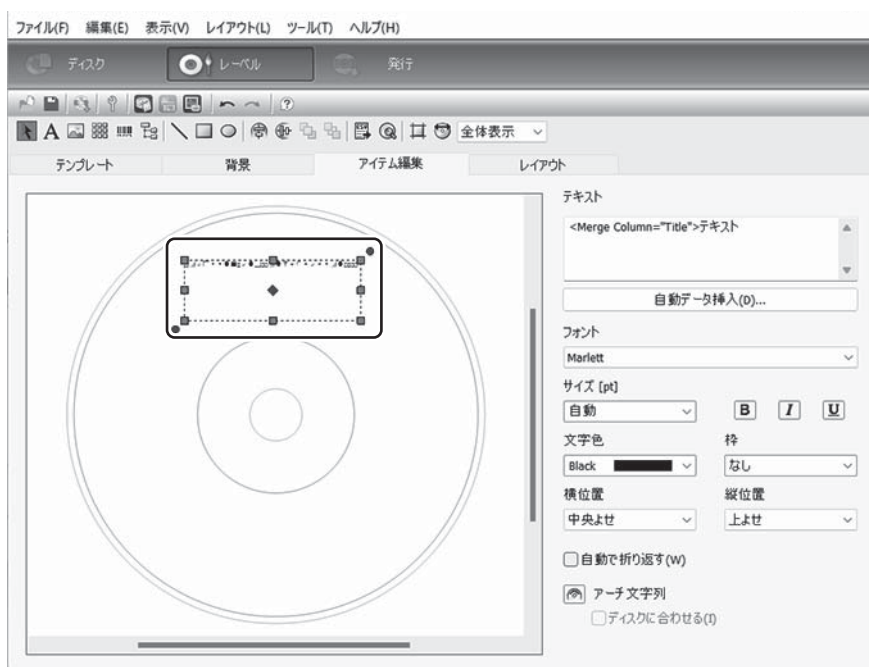 ファイル(F) 編集(E) 表示(V) レイアウト(L) ツール(T) ヘルプ(H)
ディスク レーベル 発行
全体表示
テンプレート 背景 アイテム編集 レイアウト
テキスト
<Merge Column="Title">テキスト
自動データ挿入(D)...
フォント
Marlett
サイズ [pt]
自動 B I U
文字色 枠
Black なし
横位置 縦位置
中央よせ 上よせ
自動で折り返す(W)
アーチ文字列
ディスクに合わせる(I)